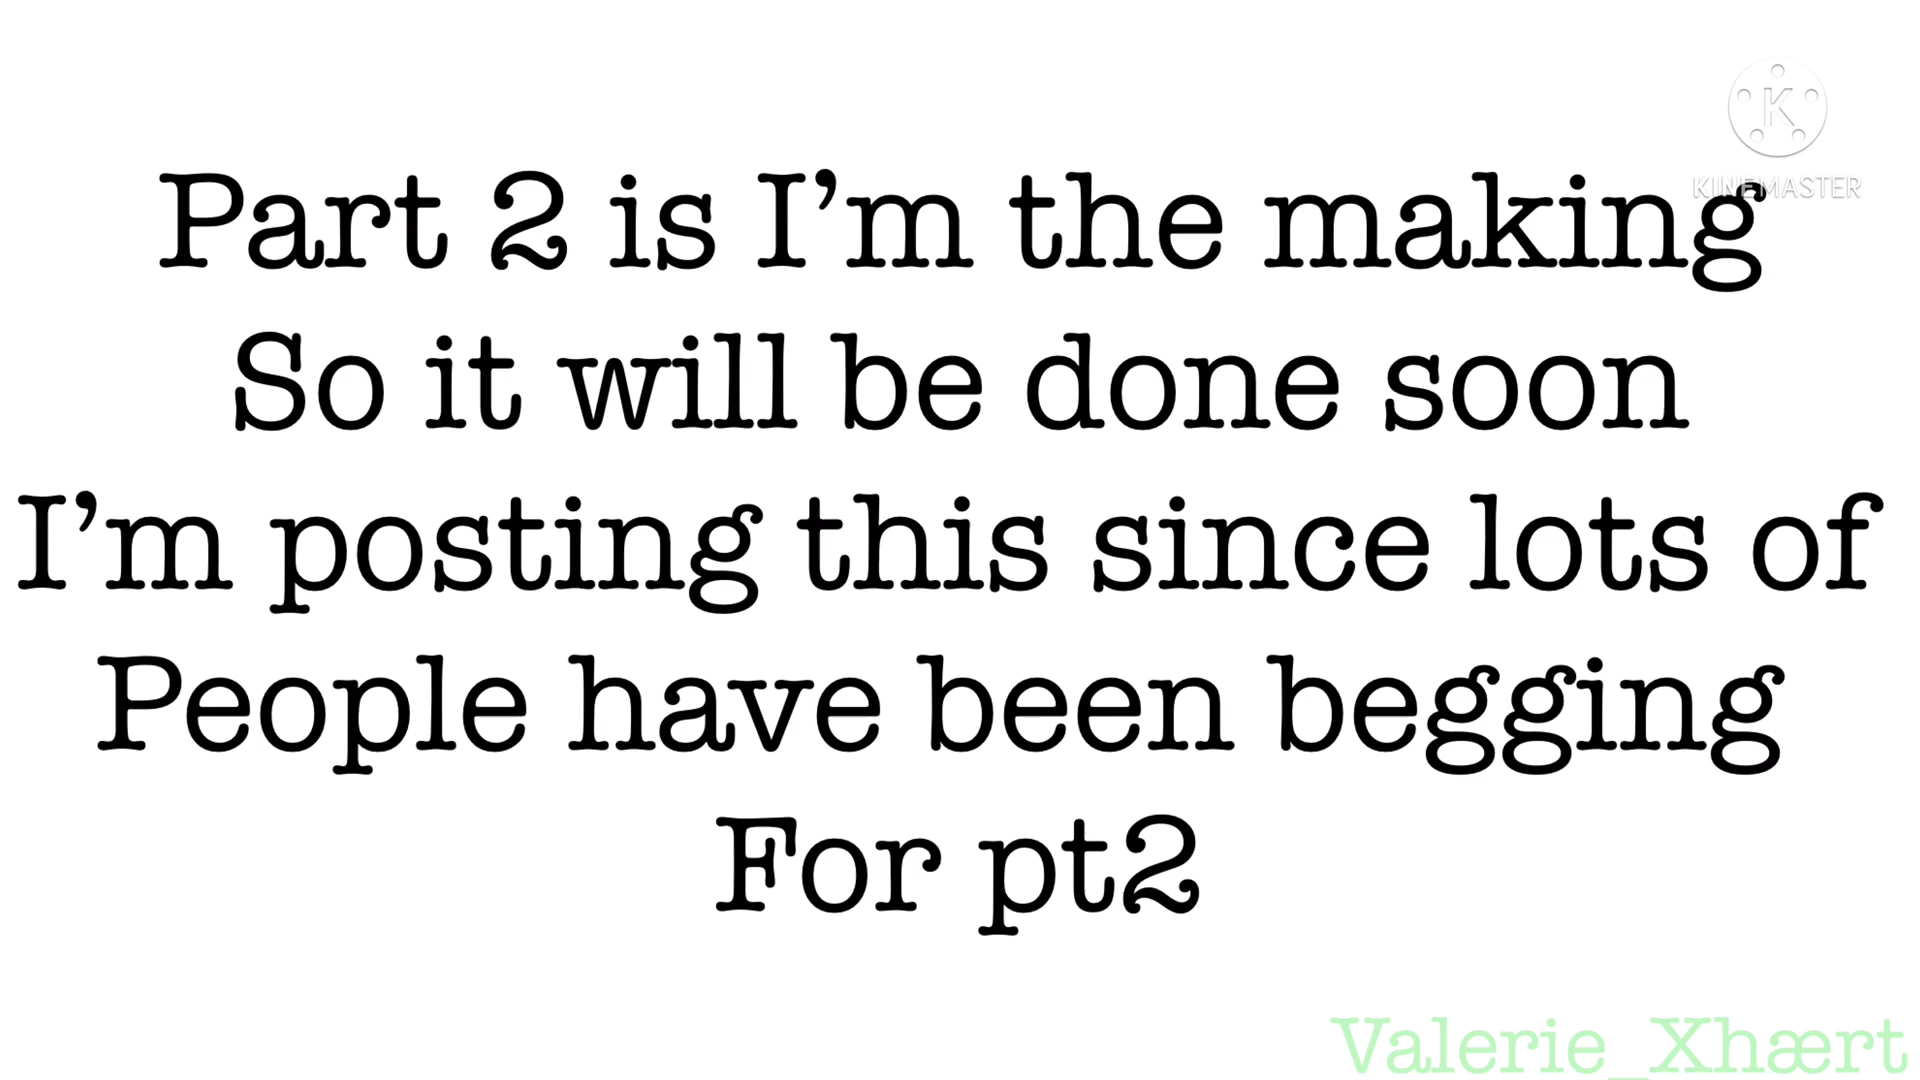 K
KINEMASTER
Part 2 is I’m the making
So it will be done soon
I’m posting this since lots of
People have been begging
For pt2
Valerie_Xhært